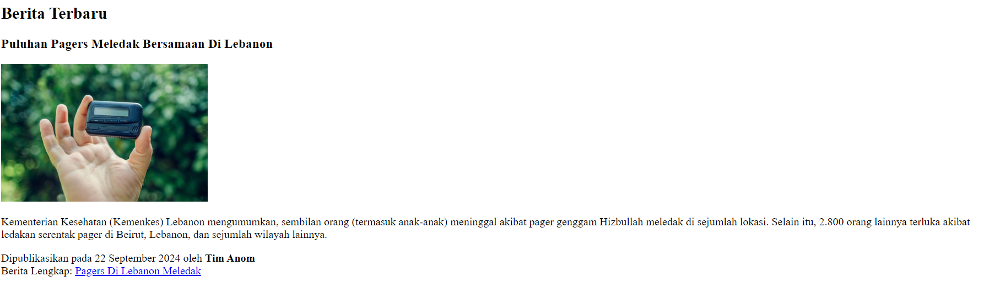 Berita Terbaru
Puluhan Pagers Meledak Bersamaan Di Lebanon
Kementerian Kesehatan (Kemenkes) Lebanon mengumumkan, sembilan orang (termasuk anak-anak) meninggal akibat pager genggam Hizbullah meledak di sejumlah lokasi. Selain itu, 2.800 orang lainnya terluka akibat
ledakan serentak pager di Beirut, Lebanon, dan sejumlah wilayah lainnya.
Dipublikasikan pada 22 September 2024 oleh Tim Anom
Berita Lengkap: Pagers Di Lebanon Meledak